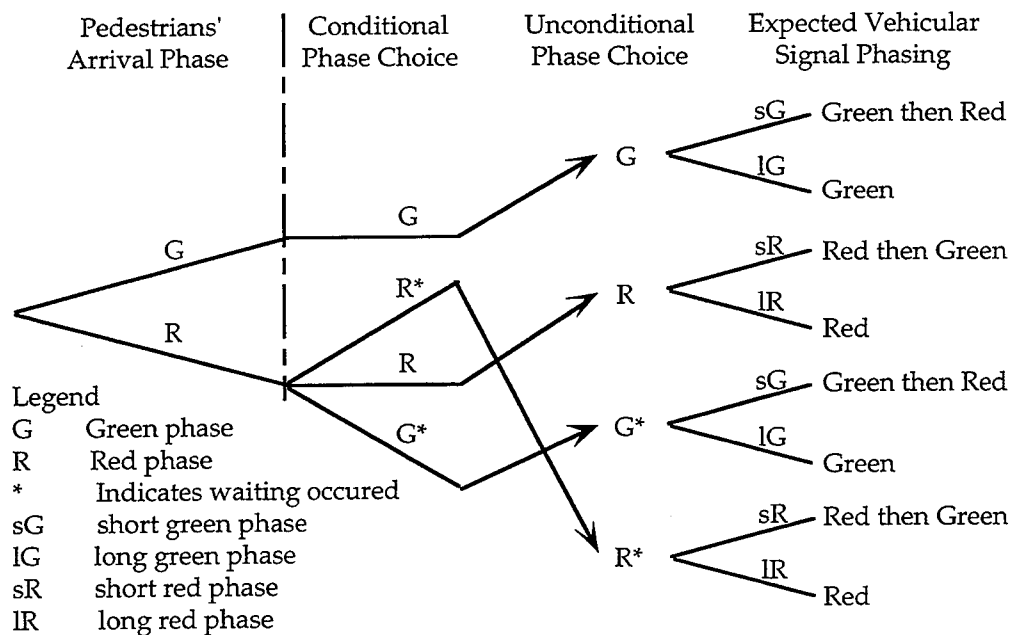 Pedestrians'
Arrival Phase
Conditional
Phase Choice
Unconditional
Phase Choice
Expected Vehicular
Signal Phasing
sG
Green then Red
G
lG
Green
G
G
sR
Red then Green
R*
R
lR
Red
R
R
sG
Green then Red
G*
G*
lG
Green
sR
Red then Green
R*
lR
Red
Legend
G Green phase
R Red phase
* Indicates waiting occured
sG short green phase
lG long green phase
sR short red phase
lR long red phase